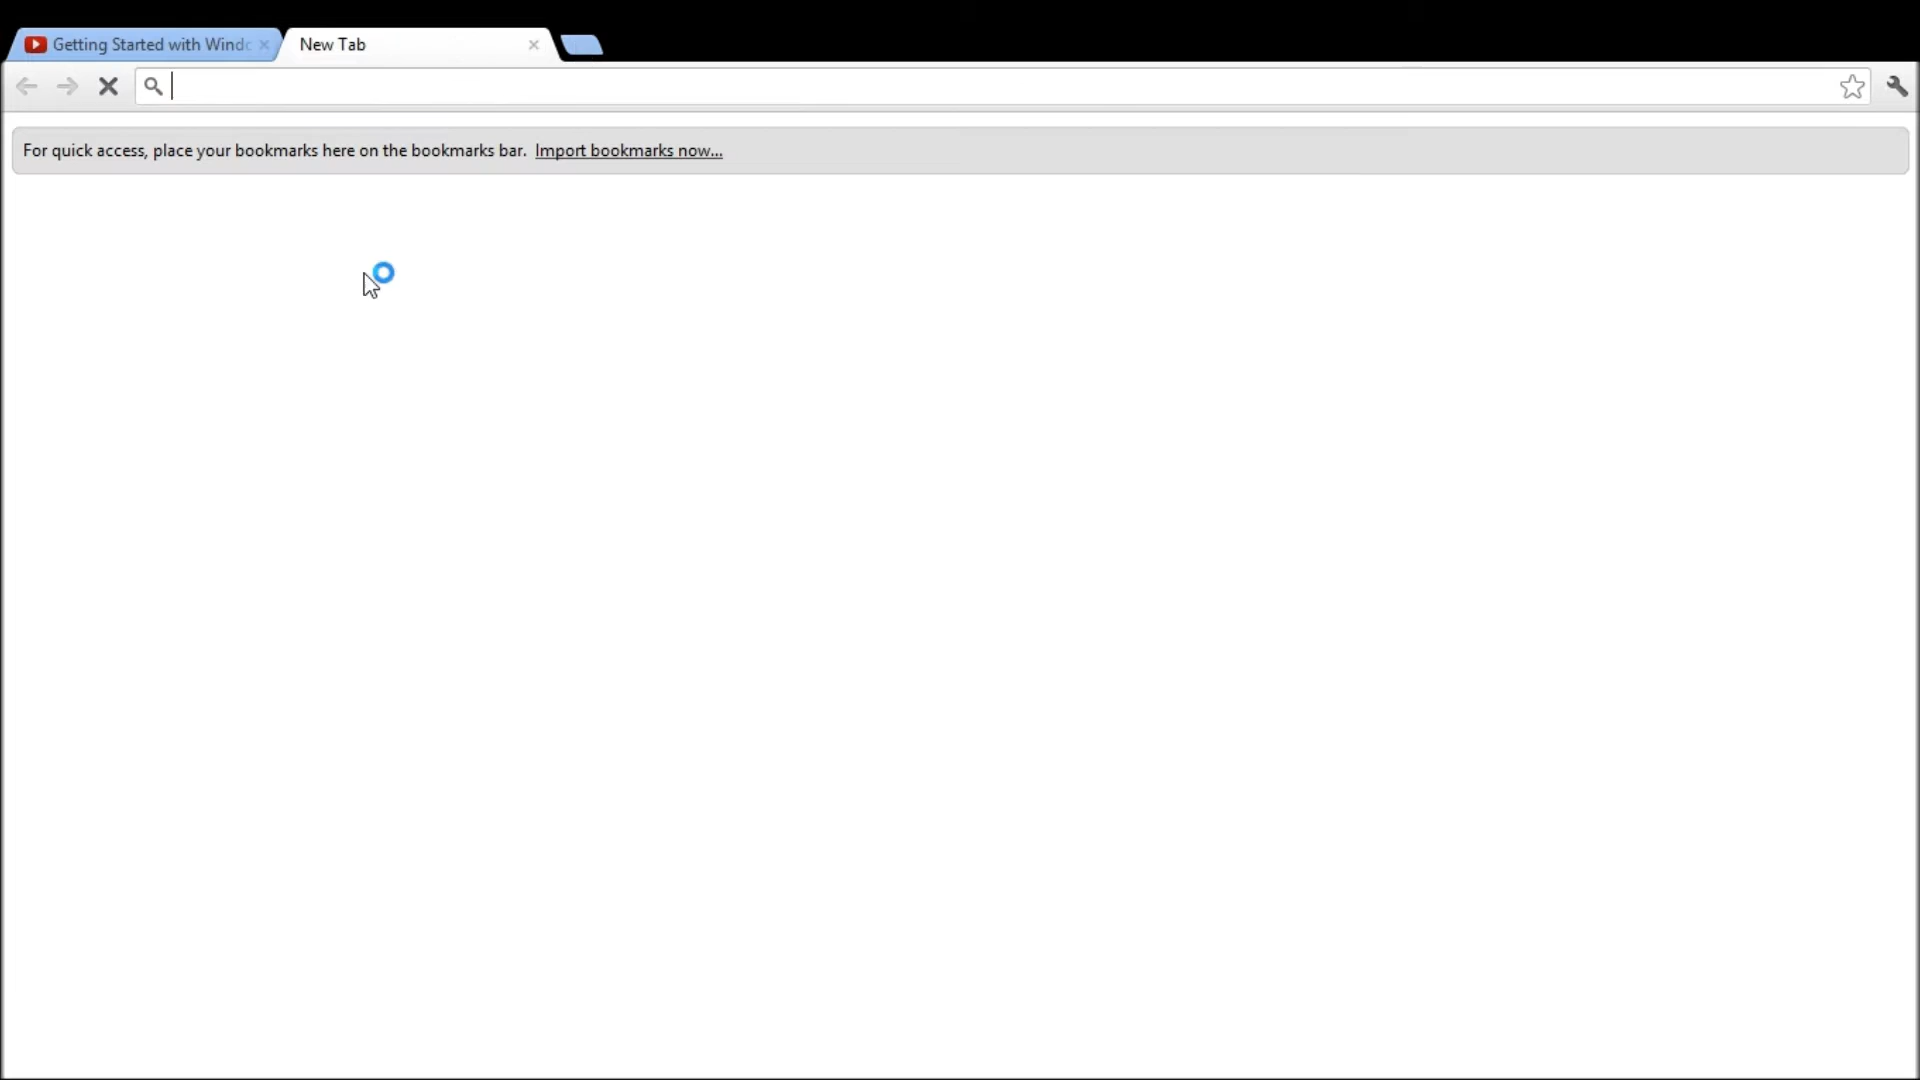 Getting Started with Windo
New Tab
For quick access, place your bookmarks here on the bookmarks bar. Import bookmarks now...